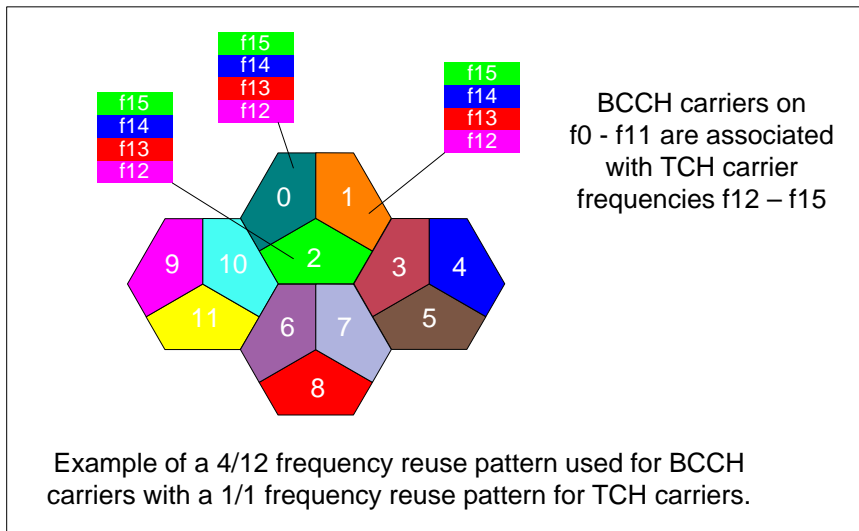 f15
f14
f13
f12
f15
f14
f13
f12
f15
f14
f13
f12
BCCH carriers on
f0 - f11 are associated
with TCH carrier
frequencies f12 – f15
0
1
2
3
4
5
6
7
8
9
10
11
Example of a 4/12 frequency reuse pattern used for BCCH
carriers with a 1/1 frequency reuse pattern for TCH carriers.